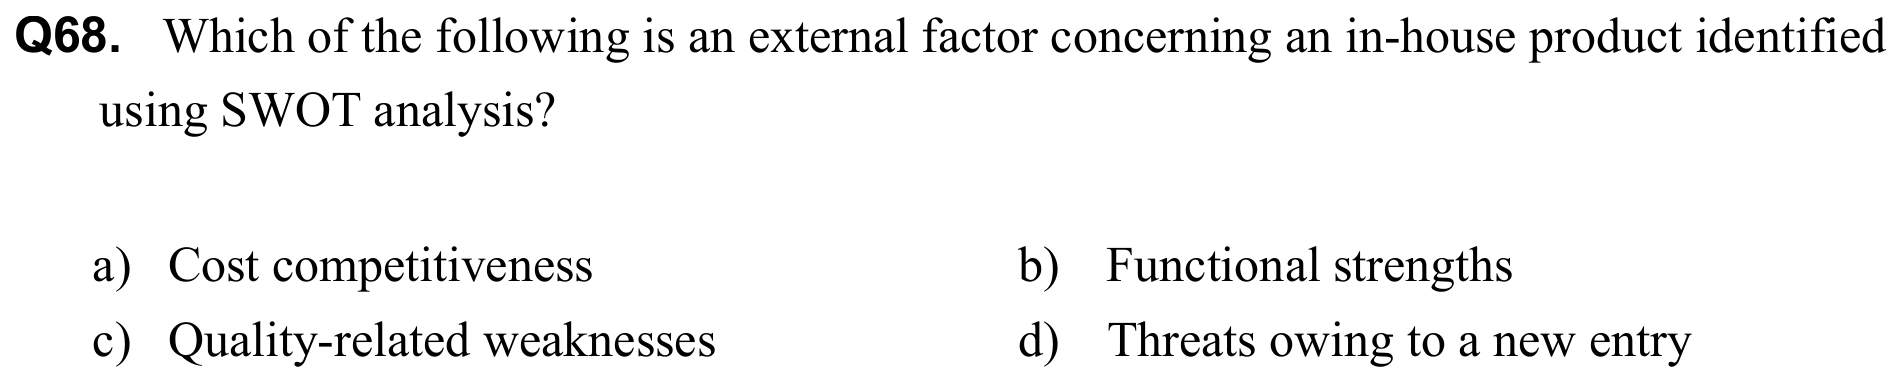 Q68. Which of the following is an external factor concerning an in-house product identified
using SWOT analysis?
a) Cost competitiveness b) Functional strengths
c) Quality-related weaknesses d) Threats owing to a new entry